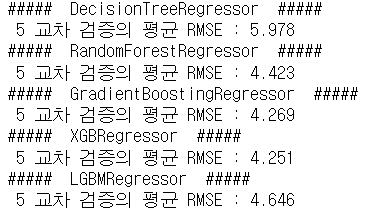 #####  DecisionTreeRegressor  #####
 5 교차 검증의 평균 RMSE : 5.978
#####  RandomForestRegressor  #####
 5 교차 검증의 평균 RMSE : 4.423
#####  GradientBoostingRegressor  #####
 5 교차 검증의 평균 RMSE : 4.269
#####  XGBRegressor  #####
 5 교차 검증의 평균 RMSE : 4.251
#####  LGBMRegressor  #####
 5 교차 검증의 평균 RMSE : 4.646